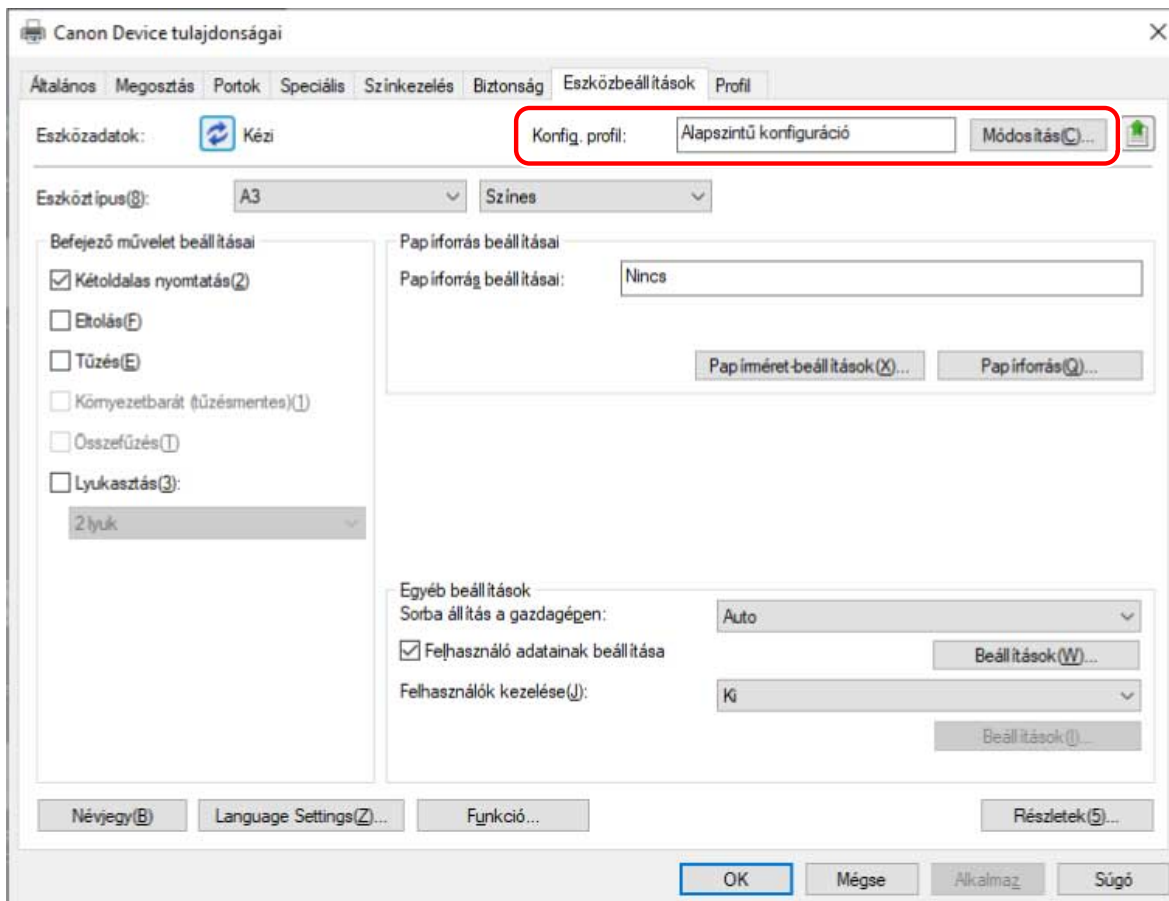 Canon Device tulajdonságai
Általános Megosztás Portok Speciális Színkezelés Biztonság Eszközbeállítások Profil
Eszközadatok: Kézi Konfig. profil: Alapszintű konfiguráció Módosítás(C)...
Eszköztípus(8): A3 Színes
Befejező művelet beállításai
Kétoldalas nyomtatás(2)
Eltolás(F)
Tűzés(E)
Környezetbarát (tűzésmentes)(1)
Összefűzés(T)
Lyukasztás(3):
2 lyuk
Papírforrás beállításai
Papírforrás beállításai: Nincs
Papírméret-beállítások(X)... Papírforrás(Q)...
Egyéb beállítások
Sorba állítás a gazdagépen: Auto
Felhasználó adatainak beállítása Beállítások(W)...
Felhasználók kezelése(J): Ki
Beállítások(I)...
Névjegy(B) Language Settings(Z)... Funkció... Részletek(5)...
OK Mégse Alkalmaz Súgó